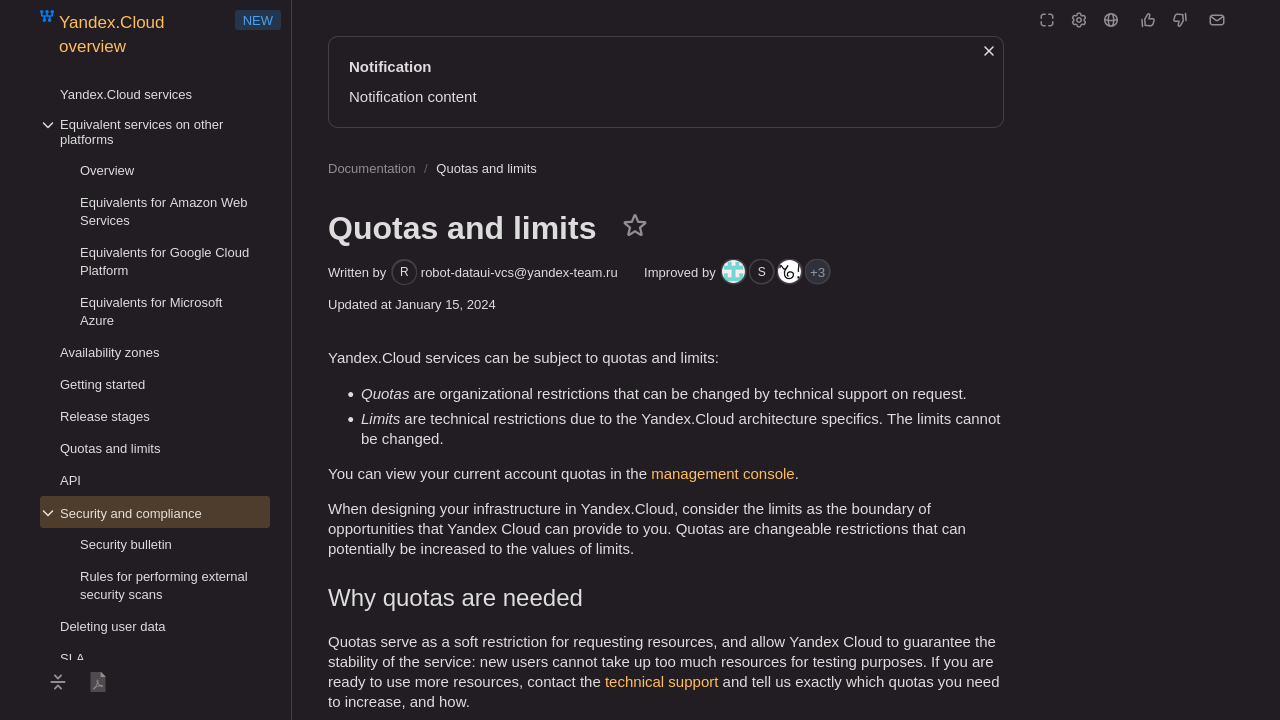 Yandex.Cloud
overview
NEW
Yandex.Cloud services
Equivalent services on other
platforms
Overview
Equivalents for Amazon Web
Services
Equivalents for Google Cloud
Platform
Equivalents for Microsoft
Azure
Availability zones
Getting started
Release stages
Quotas and limits
API
Security and compliance
Security bulletin
Rules for performing external
security scans
Deleting user data
SLA
Notification
Notification content
Documentation / Quotas and limits
Quotas and limits
Written by R robot-dataui-vcs@yandex-team.ru Improved by S +3
Updated at January 15, 2024
Yandex.Cloud services can be subject to quotas and limits:
• Quotas are organizational restrictions that can be changed by technical support on request.
• Limits are technical restrictions due to the Yandex.Cloud architecture specifics. The limits cannot
be changed.
You can view your current account quotas in the management console.
When designing your infrastructure in Yandex.Cloud, consider the limits as the boundary of
opportunities that Yandex Cloud can provide to you. Quotas are changeable restrictions that can
potentially be increased to the values of limits.
Why quotas are needed
Quotas serve as a soft restriction for requesting resources, and allow Yandex Cloud to guarantee the
stability of the service: new users cannot take up too much resources for testing purposes. If you are
ready to use more resources, contact the technical support and tell us exactly which quotas you need
to increase, and how.